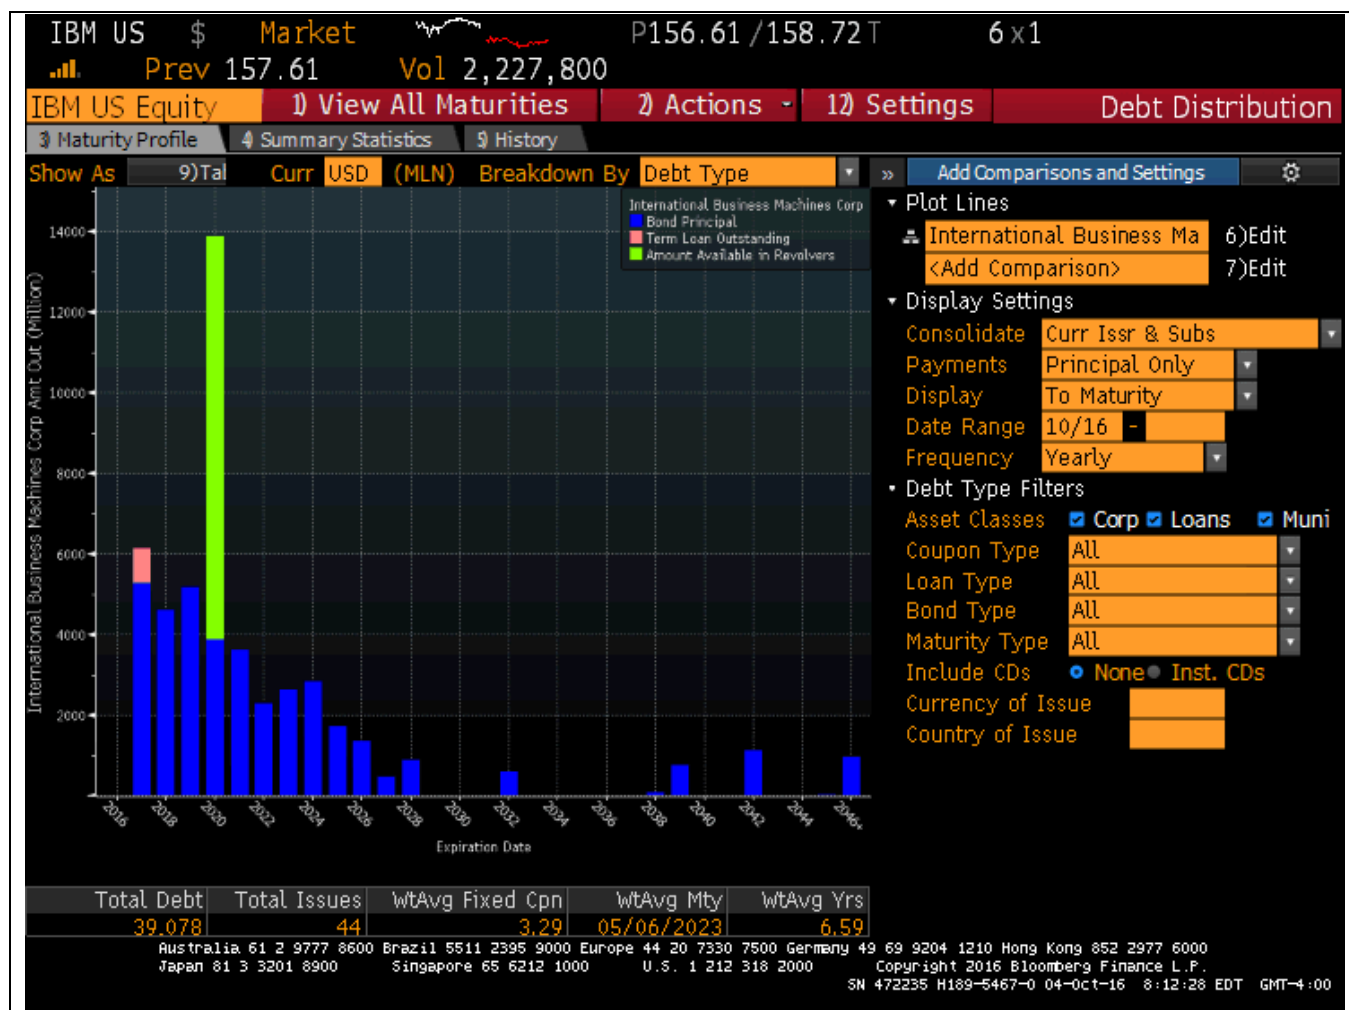 IBM US $ Market P156.61/158.72T 6x1
Prev 157.61 Vol 2,227,800
IBM US Equity 1) View All Maturities 2) Actions 12) Settings Debt Distribution
3) Maturity Profile 4) Summary Statistics 5) History
Show As 9)Tal Curr USD (MLN) Breakdown By Debt Type » Add Comparisons and Settings
International Business Machines Corp
Bond Principal
Term Loan Outstanding
Amount Available in Revolvers
International Business Machines Corp Amt Out (Million)
14000
12000
10000
8000
6000
4000
2000
2016 2018 2020 2022 2024 2026 2028 2030 2032 2034 2036 2038 2040 2042 2044 2046+
Expiration Date
Plot Lines
International Business Ma 6)Edit
<Add Comparison> 7)Edit
Display Settings
Consolidate Curr Issr & Subs
Payments Principal Only
Display To Maturity
Date Range 10/16 -
Frequency Yearly
Debt Type Filters
Asset Classes Corp Loans Muni
Coupon Type All
Loan Type All
Bond Type All
Maturity Type All
Include CDs None Inst. CDs
Currency of Issue
Country of Issue
Total Debt Total Issues WtAvg Fixed Cpn WtAvg Mty WtAvg Yrs
39.078 44 3.29 05/06/2023 6.59
Australia 61 2 9777 8600 Brazil 5511 2395 9000 Europe 44 20 7330 7500 Germany 49 69 9204 1210 Hong Kong 852 2977 6000
Japan 81 3 3201 8900 Singapore 65 6212 1000 U.S. 1 212 318 2000 Copyright 2016 Bloomberg Finance L.P.
SN 472235 H189-5467-0 04-Oct-16 8:12:28 EDT GMT-4:00